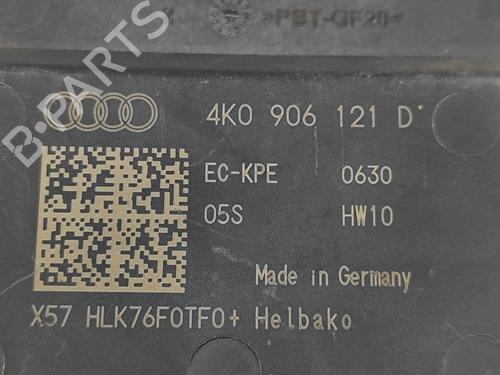 >PBT-GF20<
4K0 906 121 D
EC-KPE 0630
05S HW10
Made in Germany
X57 HLK76F0TF0+ Helbako
B-PARTS